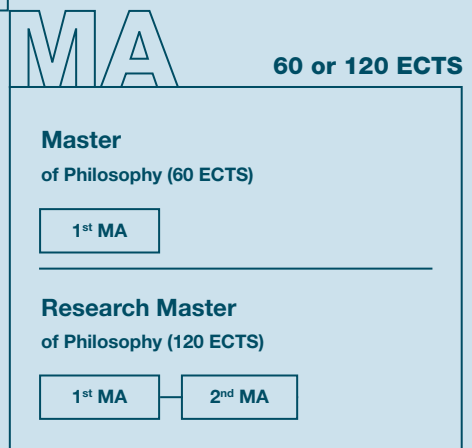 MA
60 or 120 ECTS
Master
of Philosophy (60 ECTS)
1st MA
Research Master
of Philosophy (120 ECTS)
1st MA
2nd MA